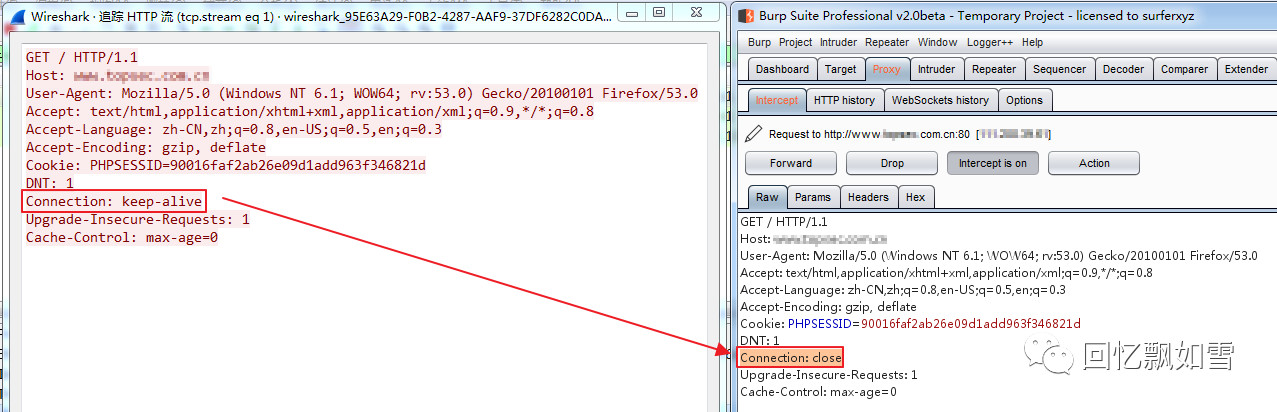 Wireshark · 追踪 HTTP 流 (tcp.stream eq 1) · wireshark_95E63A29-F0B2-4287-AAF9-37DF6282C0DA...
GET / HTTP/1.1
Host:
User-Agent: Mozilla/5.0 (Windows NT 6.1; WOW64; rv:53.0) Gecko/20100101 Firefox/53.0
Accept: text/html,application/xhtml+xml,application/xml;q=0.9,*/*;q=0.8
Accept-Language: zh-CN,zh;q=0.8,en-US;q=0.5,en;q=0.3
Accept-Encoding: gzip, deflate
Cookie: PHPSESSID=90016faf2ab26e09d1add963f346821d
DNT: 1
Connection: keep-alive
Upgrade-Insecure-Requests: 1
Cache-Control: max-age=0
Burp Suite Professional v2.0beta - Temporary Project - licensed to surferxyz
Burp Project Intruder Repeater Window Logger++ Help
Dashboard Target Proxy Intruder Repeater Sequencer Decoder Comparer Extender
Intercept HTTP history WebSockets history Options
Request to http://www. .com.cn:80 [ ]
Forward Drop Intercept is on Action
Raw Params Headers Hex
GET / HTTP/1.1
Host:
User-Agent: Mozilla/5.0 (Windows NT 6.1; WOW64; rv:53.0) Gecko/20100101 Firefox/53.0
Accept: text/html,application/xhtml+xml,application/xml;q=0.9,*/*;q=0.8
Accept-Language: zh-CN,zh;q=0.8,en-US;q=0.5,en;q=0.3
Accept-Encoding: gzip, deflate
Cookie: PHPSESSID=90016faf2ab26e09d1add963f346821d
DNT: 1
Connection: close
Upgrade-Insecure-Requests: 1
Cache-Control: max-age=0
回忆飘如雪